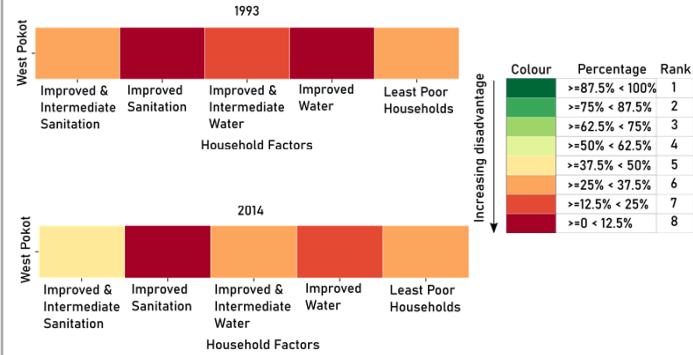 1993
West Pokot
Improved &
Intermediate
Sanitation
Improved
Sanitation
Improved &
Intermediate
Water
Improved
Water
Least Poor
Households
Household Factors
2014
West Pokot
Improved &
Intermediate
Sanitation
Improved
Sanitation
Improved &
Intermediate
Water
Improved
Water
Least Poor
Households
Household Factors
Increasing disadvantage
Colour Percentage Rank
>=87.5% < 100% 1
>=75% < 87.5% 2
>=62.5% < 75% 3
>=50% < 62.5% 4
>=37.5% < 50% 5
>=25% < 37.5% 6
>=12.5% < 25% 7
>=0 < 12.5% 8